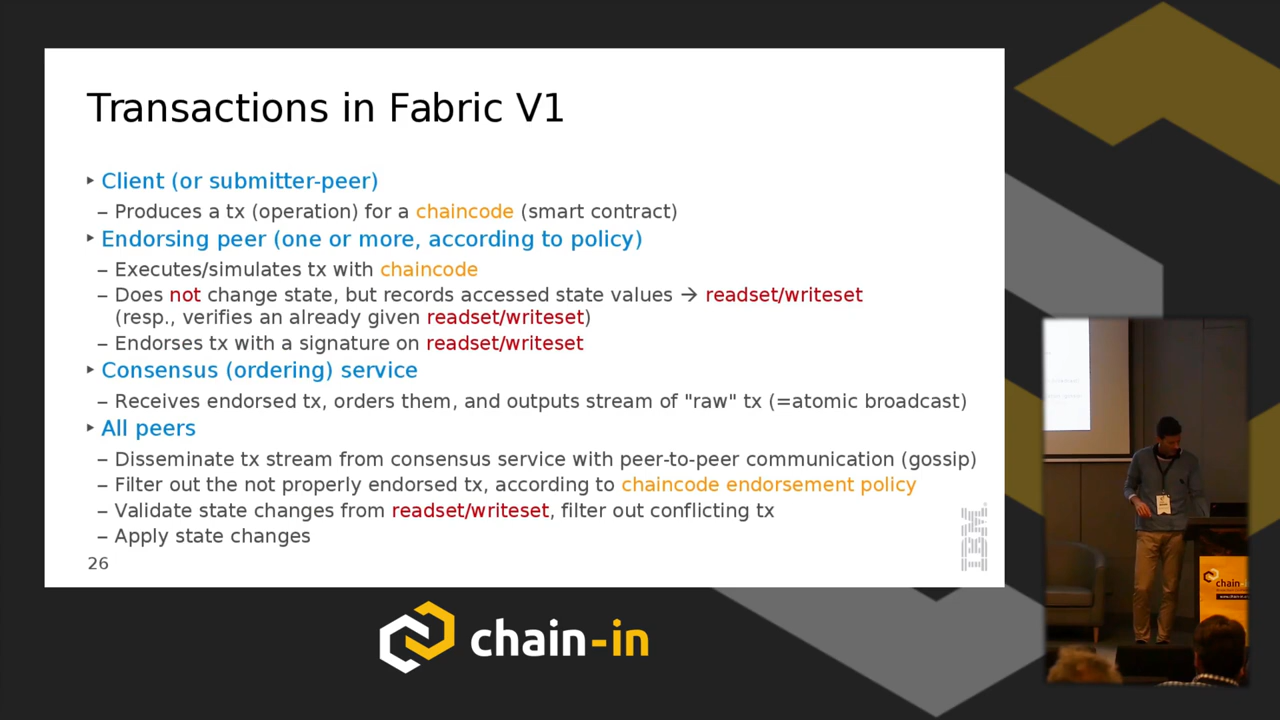 Transactions in Fabric V1
‣ Client (or submitter-peer)
– Produces a tx (operation) for a chaincode (smart contract)
‣ Endorsing peer (one or more, according to policy)
– Executes/simulates tx with chaincode
– Does not change state, but records accessed state values → readset/writeset
(resp., verifies an already given readset/writeset)
– Endorses tx with a signature on readset/writeset
‣ Consensus (ordering) service
– Receives endorsed tx, orders them, and outputs stream of "raw" tx (=atomic broadcast)
‣ All peers
– Disseminate tx stream from consensus service with peer-to-peer communication (gossip)
– Filter out the not properly endorsed tx, according to chaincode endorsement policy
– Validate state changes from readset/writeset, filter out conflicting tx
– Apply state changes
26
IBM
chain-in
chain-